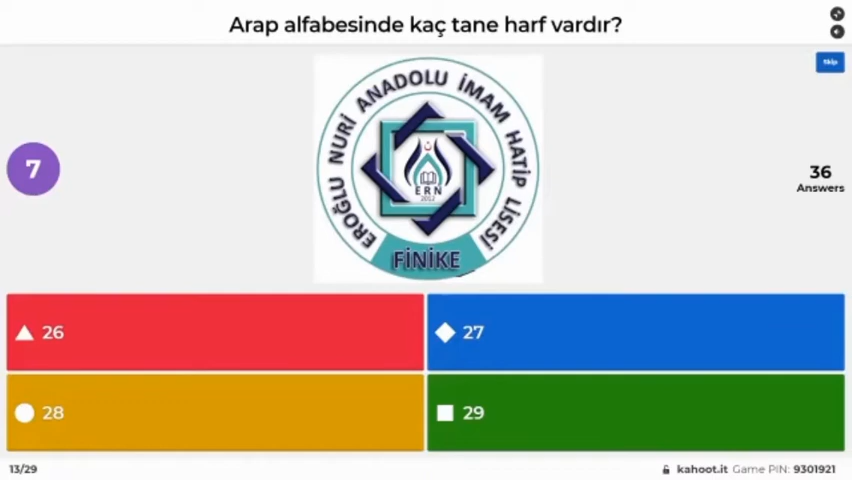 Arap alfabesinde kaç tane harf vardır?
Skip
7
EROĞLU NURİ ANADOLU İMAM HATİP LİSESİ
ERN
2012
FİNİKE
36
Answers
26
27
28
29
13/29
kahoot.it Game PIN: 9301921